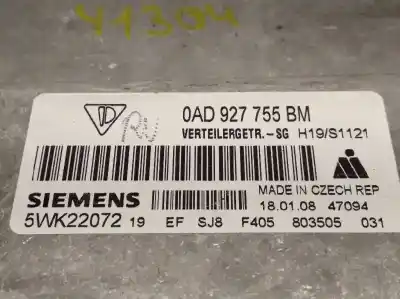 41304
0AD 927 755 BM
VERTEILERGETR.-SG H19/S1121
SIEMENS
MADE IN CZECH REP
18.01.08 47094
5WK22072 19 EF SJ8 F405 803505 031